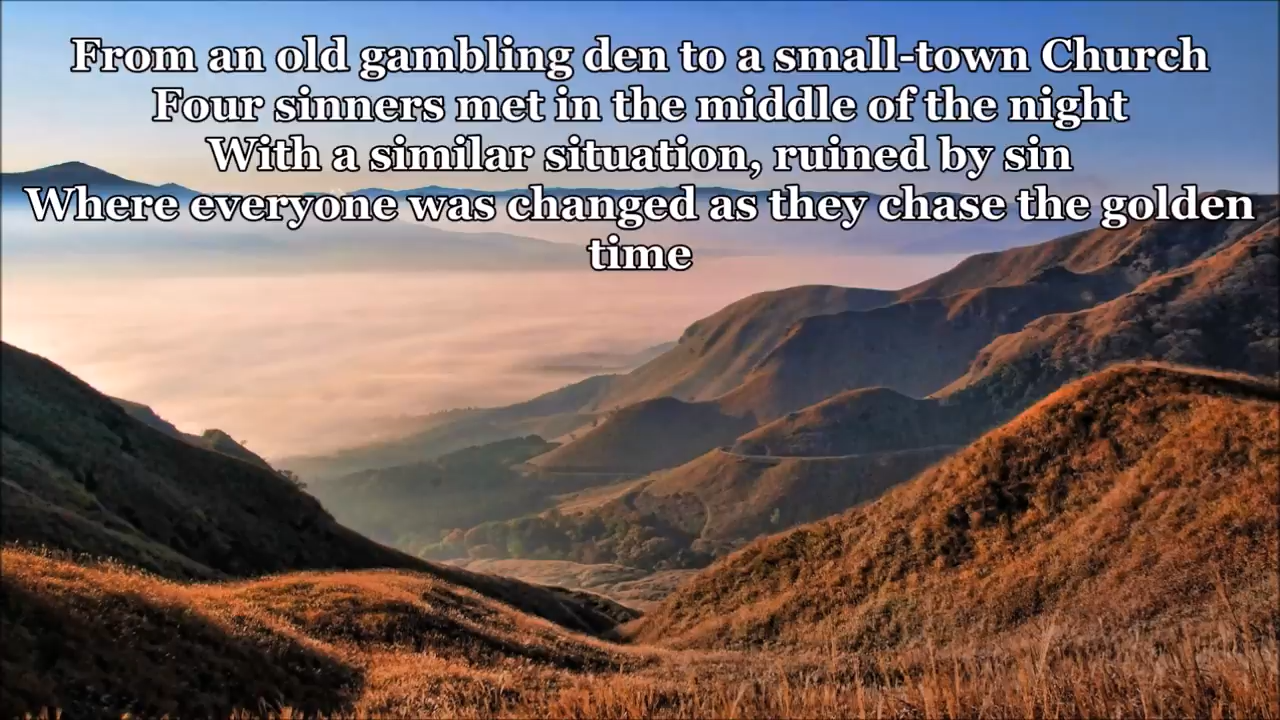 From an old gambling den to a small-town Church
Four sinners met in the middle of the night
With a similar situation, ruined by sin
Where everyone was changed as they chase the golden
time